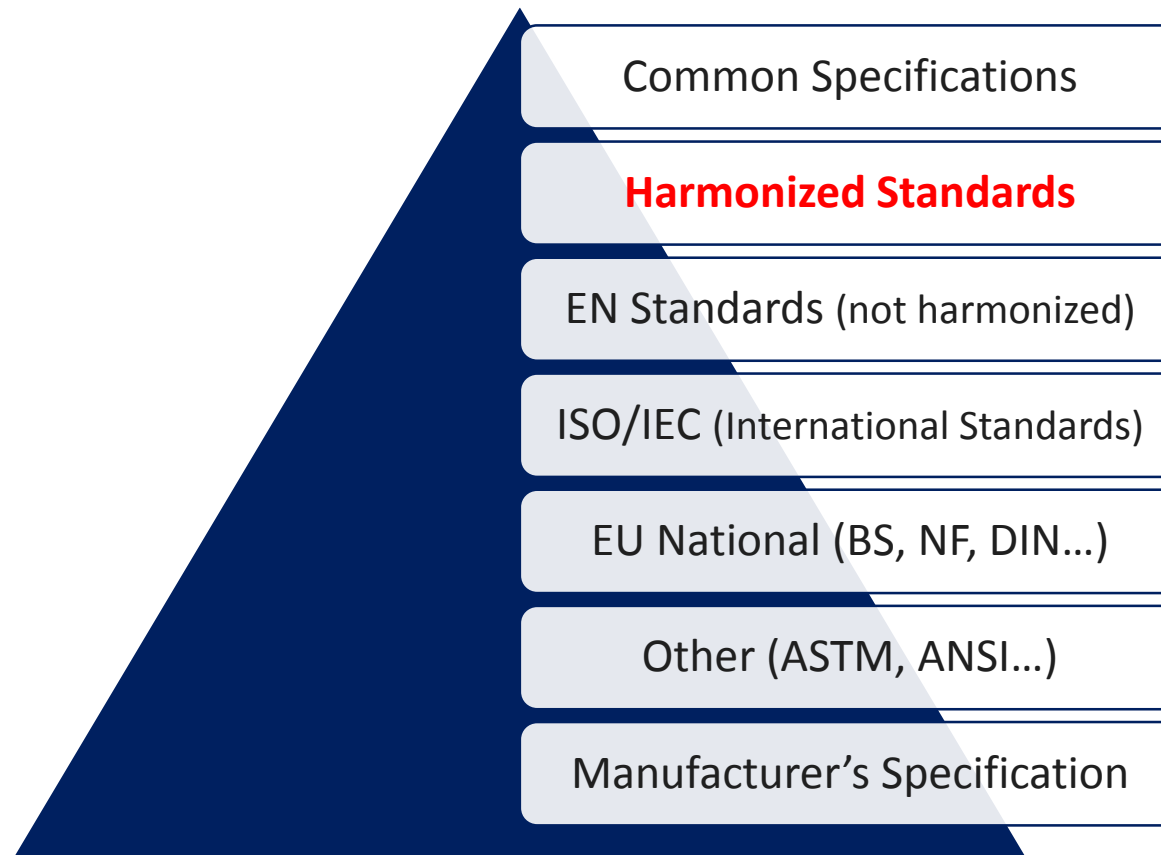 Common Specifications
Harmonized Standards
EN Standards (not harmonized)
ISO/IEC (International Standards)
EU National (BS, NF, DIN…)
Other (ASTM, ANSI…)
Manufacturer’s Specification